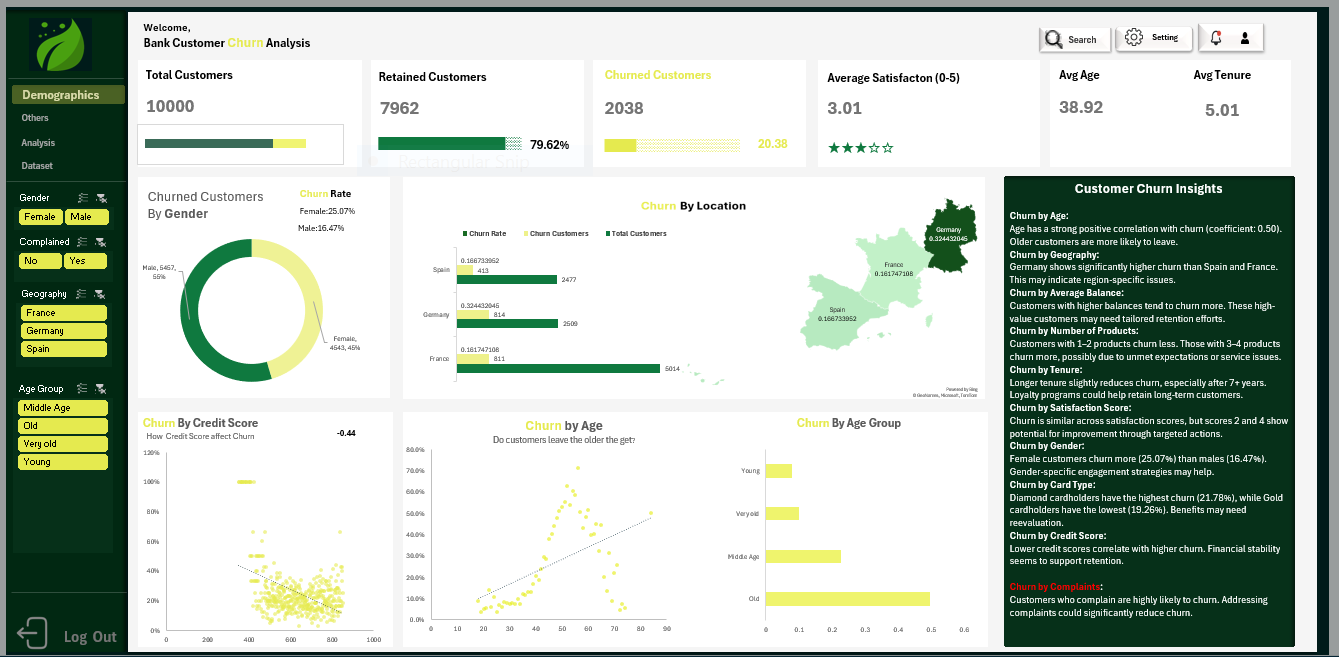 Welcome,
Bank Customer Churn Analysis
Search
Setting
Demographics
Others
Analysis
Dataset
Gender
Female
Male
Complained
No
Yes
Geography
France
Germany
Spain
Age Group
Middle Age
Old
Very old
Young
Log Out
Total Customers
10000
Retained Customers
7962
79.62%
Churned Customers
2038
20.38
Average Satisfacton (0-5)
3.01
Avg Age
38.92
Avg Tenure
5.01
Rectangular Snip
Churned Customers
By Gender
Churn Rate
Female:25.07%
Male:16.47%
Male, 5457,
55%
Female,
4543, 45%
Churn By Location
Churn Rate
Churn Customers
Total Customers
Spain
0.166733952
413
2477
Germany
0.324432045
814
2509
France
0.161747108
811
5014
Germany
0.324432045
France
0.161747108
Spain
0.166733952
Powered by Bing
© GeoNames, Microsoft, TomTom
Churn By Credit Score
How Credit Score affect Churn
-0.44
120%
100%
80%
60%
40%
20%
0%
0
200
400
600
800
1000
Churn by Age
Do customers leave the older the get?
80.0%
70.0%
60.0%
50.0%
40.0%
30.0%
20.0%
10.0%
0.0%
0
10
20
30
40
50
60
70
80
90
Churn By Age Group
Young
Very old
Middle Age
Old
0
0.1
0.2
0.3
0.4
0.5
0.6
Customer Churn Insights
Churn by Age:
Age has a strong positive correlation with churn (coefficient: 0.50).
Older customers are more likely to leave.
Churn by Geography:
Germany shows significantly higher churn than Spain and France.
This may indicate region-specific issues.
Churn by Average Balance:
Customers with higher balances tend to churn more. These high-
value customers may need tailored retention efforts.
Churn by Number of Products:
Customers with 1–2 products churn less. Those with 3–4 products
churn more, possibly due to unmet expectations or service issues.
Churn by Tenure:
Longer tenure slightly reduces churn, especially after 7+ years.
Loyalty programs could help retain long-term customers.
Churn by Satisfaction Score:
Churn is similar across satisfaction scores, but scores 2 and 4 show
potential for improvement through targeted actions.
Churn by Gender:
Female customers churn more (25.07%) than males (16.47%).
Gender-specific engagement strategies may help.
Churn by Card Type:
Diamond cardholders have the highest churn (21.78%), while Gold
cardholders have the lowest (19.26%). Benefits may need
reevaluation.
Churn by Credit Score:
Lower credit scores correlate with higher churn. Financial stability
seems to support retention.
Churn by Complaints:
Customers who complain are highly likely to churn. Addressing
complaints could significantly reduce churn.